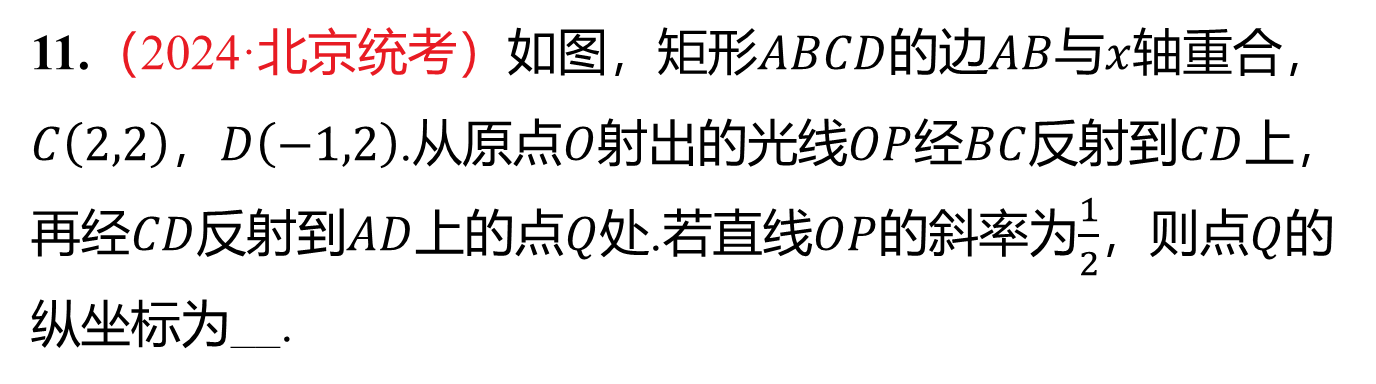 11.（2024·北京统考）如图，矩形ABCD的边AB与x轴重合，
C(2,2)，D(−1,2).从原点O射出的光线OP经BC反射到CD上，
再经CD反射到AD上的点Q处.若直线OP的斜率为1/2，则点Q的
纵坐标为__.